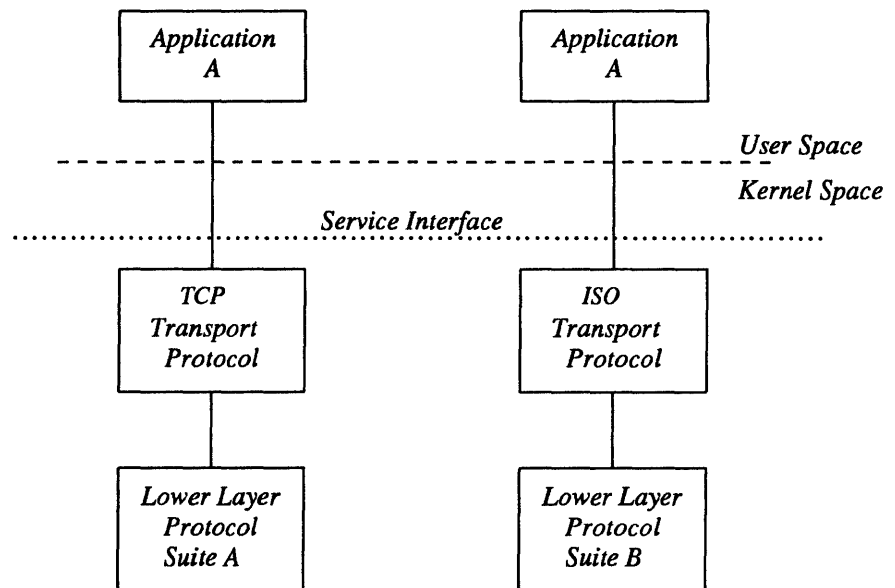 Application
A
Application
A
User Space
Kernel Space
Service Interface
TCP
Transport
Protocol
ISO
Transport
Protocol
Lower Layer
Protocol
Suite A
Lower Layer
Protocol
Suite B